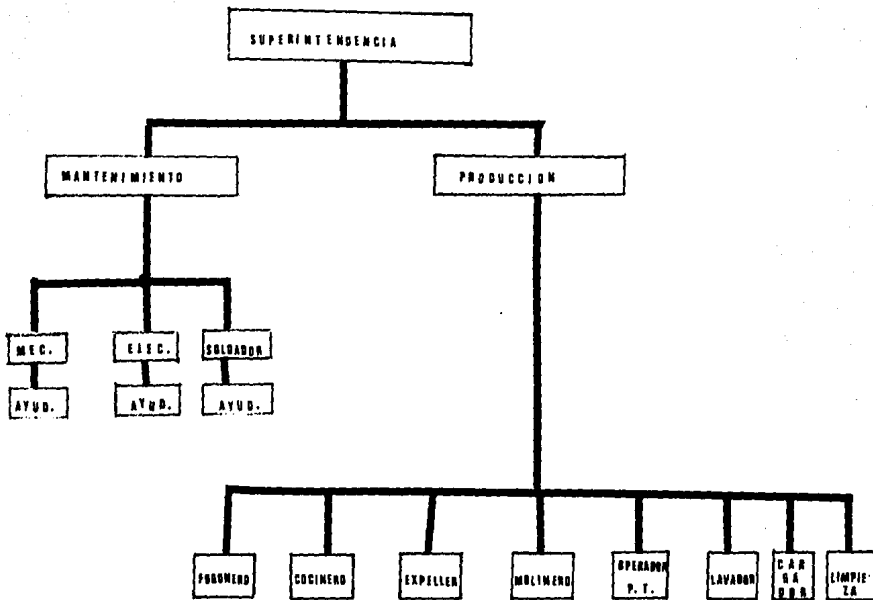 SUPERINTENDENCIA
MANTENIMIENTO
PRODUCCION
MEC.
ELEC.
SOLDADOR
AYUD.
AYUD.
AYUD.
FOGONERO
COCINERO
EXPELLER
MOLINERO
OPERADOR
P.T.
LAVADOR
CAR
GA
DOR
LIMPIE-
ZA